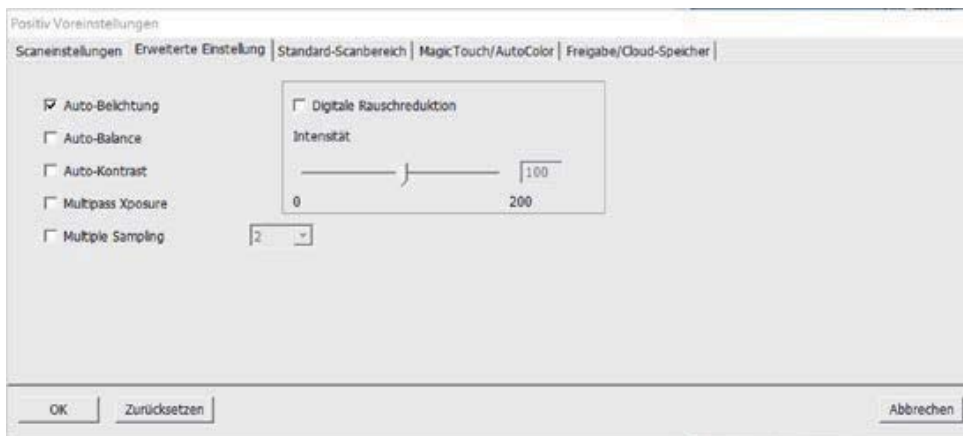 Positiv Voreinstellungen
Scaneinstellungen Erweiterte Einstellung Standard-Scanbereich MagicTouch/AutoColor Freigabe/Cloud-Speicher
Auto-Belichtung
Auto-Balance
Auto-Kontrast
Multipass Xposure
Multiple Sampling 2
Digitale Rauschreduktion
Intensität
100
0 200
OK Zurücksetzen Abbrechen